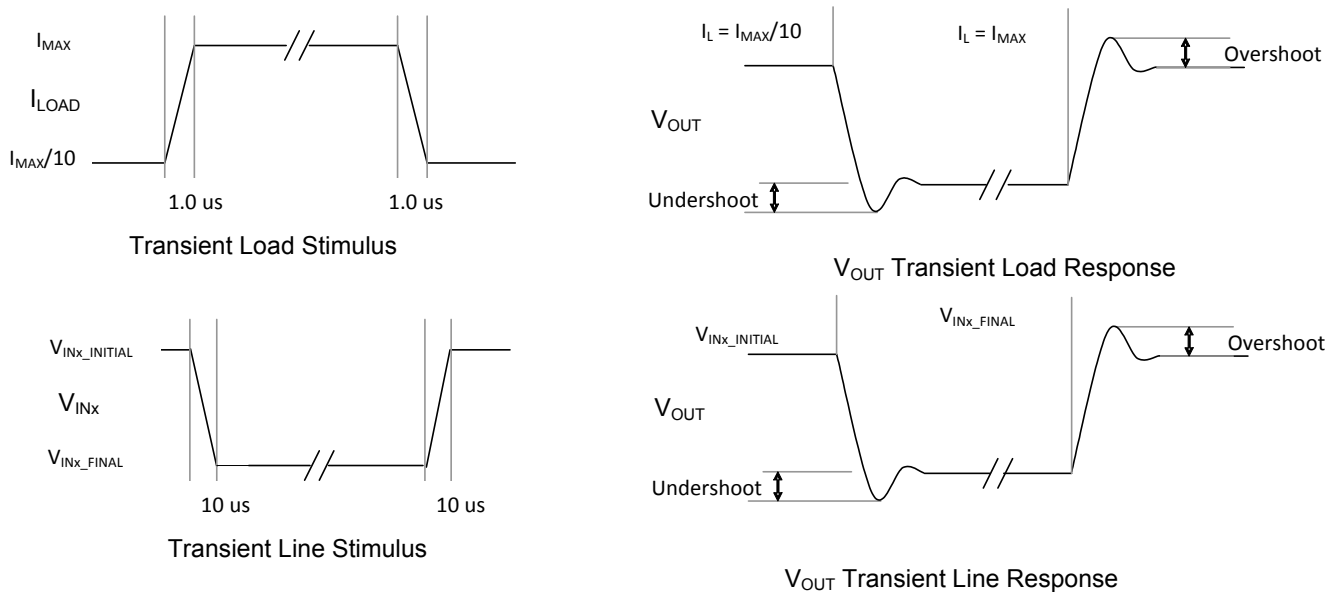 I_MAX
I_LOAD
I_MAX/10
1.0 us 1.0 us
Transient Load Stimulus
I_L = I_MAX/10 I_L = I_MAX
Overshoot
V_OUT
Undershoot
V_OUT Transient Load Response
V_INx_INITIAL
V_INx
V_INx_FINAL
10 us 10 us
Transient Line Stimulus
V_INx_INITIAL V_INx_FINAL
Overshoot
V_OUT
Undershoot
V_OUT Transient Line Response